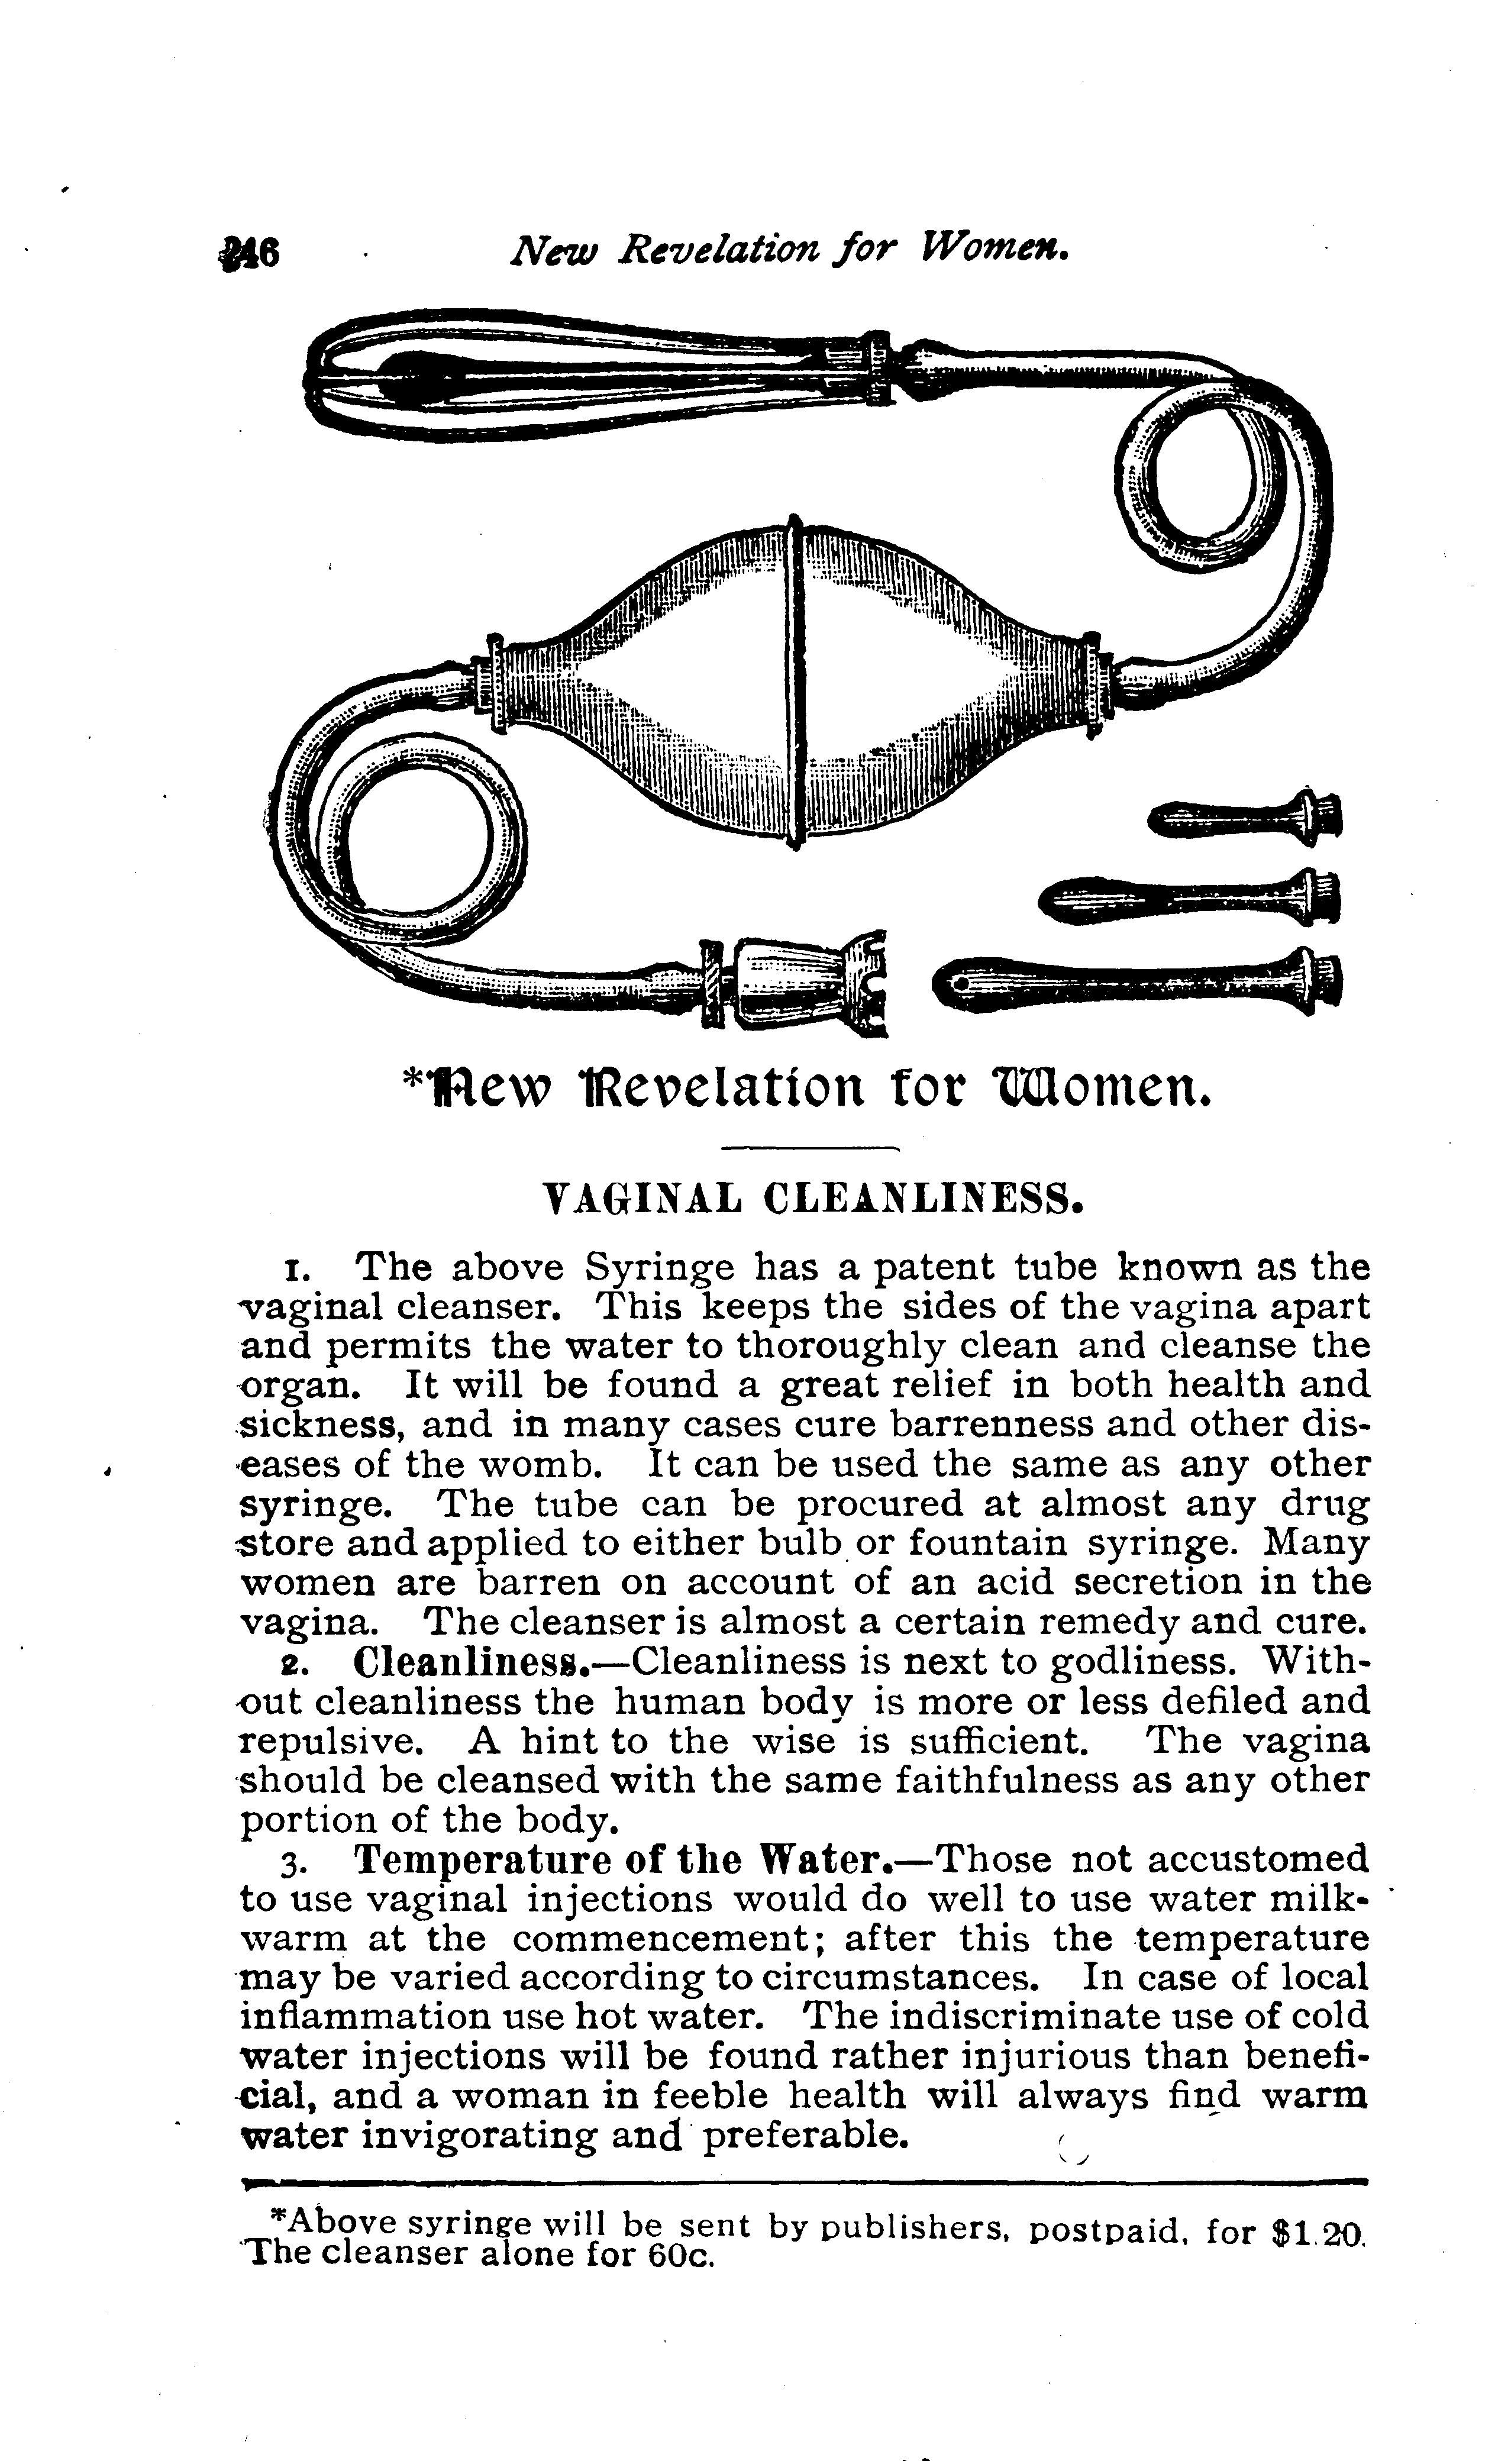 246 New Revelation for Women.
*New Revelation for Women.
VAGINAL CLEANLINESS.
1. The above Syringe has a patent tube known as the
vaginal cleanser. This keeps the sides of the vagina apart
and permits the water to thoroughly clean and cleanse the
organ. It will be found a great relief in both health and
sickness, and in many cases cure barrenness and other dis-
eases of the womb. It can be used the same as any other
syringe. The tube can be procured at almost any drug
store and applied to either bulb or fountain syringe. Many
women are barren on account of an acid secretion in the
vagina. The cleanser is almost a certain remedy and cure.
2. Cleanliness.—Cleanliness is next to godliness. With-
out cleanliness the human body is more or less defiled and
repulsive. A hint to the wise is sufficient. The vagina
should be cleansed with the same faithfulness as any other
portion of the body.
3. Temperature of the Water.—Those not accustomed
to use vaginal injections would do well to use water milk-
warm at the commencement; after this the temperature
may be varied according to circumstances. In case of local
inflammation use hot water. The indiscriminate use of cold
water injections will be found rather injurious than benefi-
cial, and a woman in feeble health will always find warm
water invigorating and preferable.
*Above syringe will be sent by publishers, postpaid, for $1.20.
The cleanser alone for 60c.